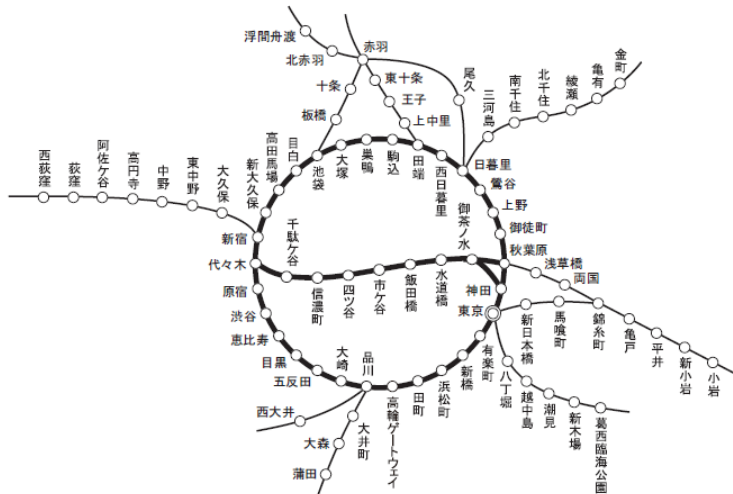 浮間舟渡
北赤羽
赤羽
十条
板橋
東十条
王子
上中里
尾久
三河島
南千住
北千住
綾瀬
亀有
金町
西荻窪
荻窪
阿佐ケ谷
高円寺
中野
東中野
大久保
新大久保
高田馬場
目白
池袋
大塚
巣鴨
駒込
田端
西日暮里
日暮里
鶯谷
上野
御徒町
秋葉原
神田
東京
有楽町
新橋
浜松町
田町
高輪ゲートウェイ
品川
大崎
五反田
目黒
恵比寿
渋谷
原宿
代々木
新宿
千駄ケ谷
信濃町
四ツ谷
市ケ谷
飯田橋
水道橋
御茶ノ水
浅草橋
両国
錦糸町
亀戸
平井
新小岩
小岩
新日本橋
馬喰町
八丁堀
越中島
潮見
新木場
葛西臨海公園
西大井
大井町
大森
蒲田